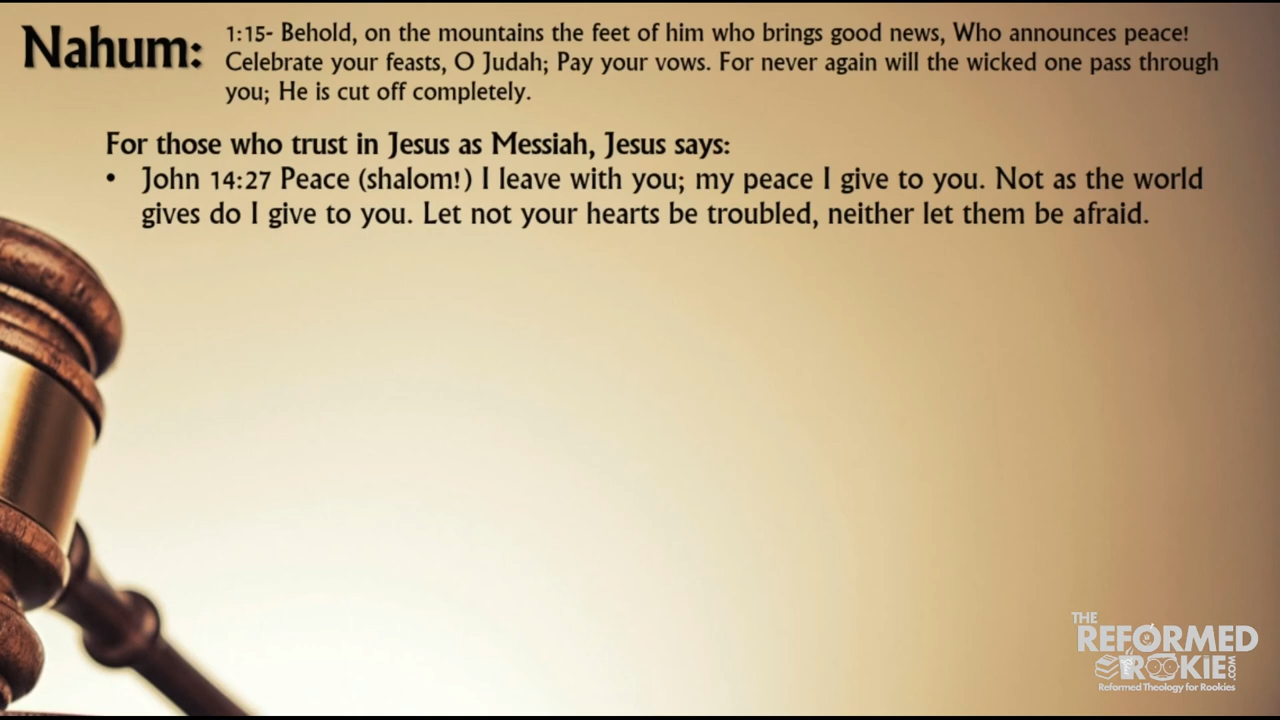 Nahum:
1:15- Behold, on the mountains the feet of him who brings good news, Who announces peace!
Celebrate your feasts, O Judah; Pay your vows. For never again will the wicked one pass through
you; He is cut off completely.
For those who trust in Jesus as Messiah, Jesus says:
• John 14:27 Peace (shalom!) I leave with you; my peace I give to you. Not as the world
gives do I give to you. Let not your hearts be troubled, neither let them be afraid.
THE
REFORMED
ROOKIE.COM
Reformed Theology for Rookies